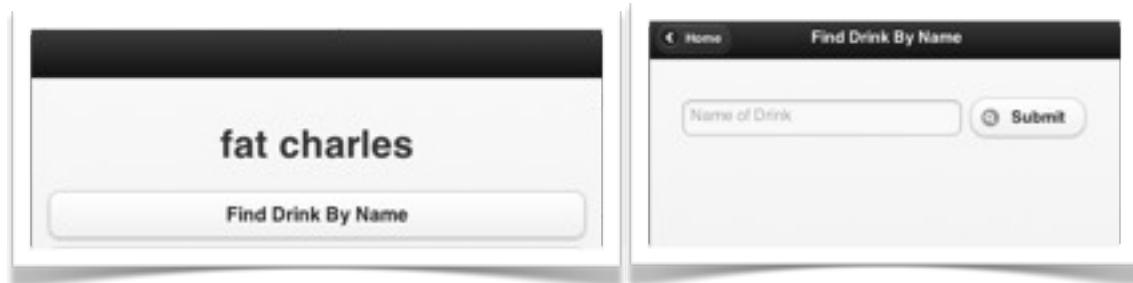 fat charles
Find Drink By Name
Home
Find Drink By Name
Name of Drink
Submit